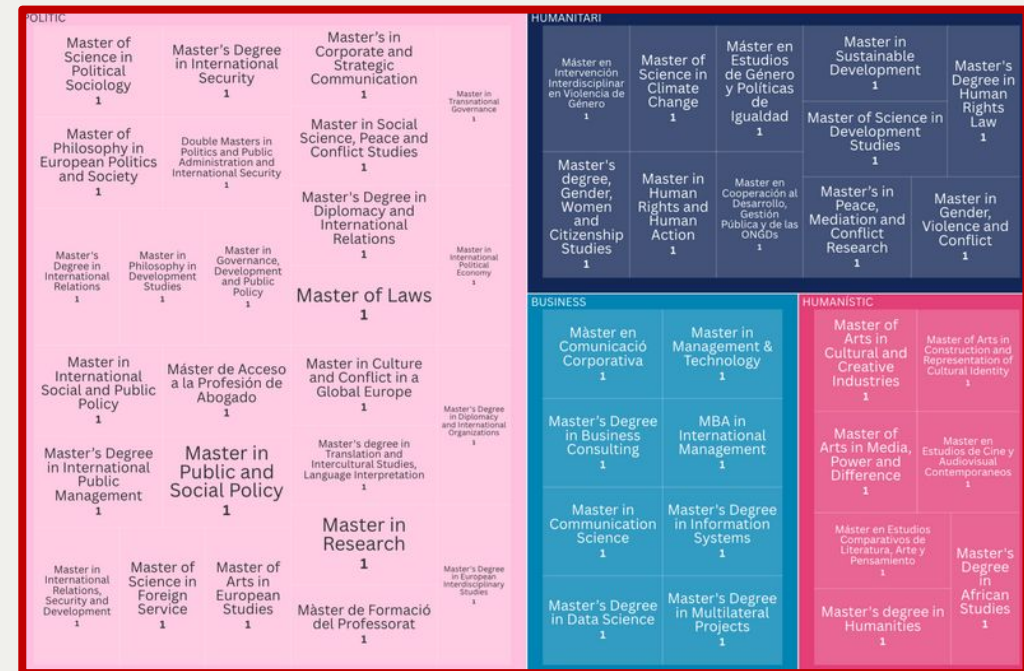 POLITIC
Master of
Science in
Political
Sociology
1
Master's Degree
in International
Security
1
Master's in
Corporate and
Strategic
Communication
1
Master in
Transnational
Governance
1
Master of
Philosophy in
European Politics
and Society
1
Double Masters in
Politics and Public
Administration and
International Security
1
Master in Social
Science, Peace and
Conflict Studies
1
Master's Degree in
Diplomacy and
International
Relations
1
Master in
International
Political
Economy
1
Master's
Degree in
International
Relations
1
Master in
Philosophy in
Development
Studies
1
Master in
Governance,
Development
and Public
Policy
1
Master of Laws
1
Master in
International
Social and Public
Policy
1
Máster de Acceso
a la Profesión de
Abogado
1
Master in Culture
and Conflict in a
Global Europe
1
Master's Degree
in Diplomacy
and International
Organizations
1
Master's Degree
in International
Public
Management
1
Master in
Public and
Social Policy
1
Master's degree in
Translation and
Intercultural Studies,
Language Interpretation
1
Master in
Research
1
Master in
International
Relations,
Security and
Development
1
Master of
Science in
Foreign
Service
1
Master of
Arts in
European
Studies
1
Màster de Formació
del Professorat
1
Master's Degree
in European
Interdisciplinary
Studies
1
HUMANITARI
Máster en
Intervención
Interdisciplinar
en Violencia de
Género
1
Master of
Science in
Climate
Change
1
Máster en
Estudios
de Género
y Políticas
de
Igualdad
1
Master in
Sustainable
Development
1
Master's
Degree in
Human
Rights
Law
1
Master of Science in
Development
Studies
1
Master's
degree,
Gender,
Women
and
Citizenship
Studies
1
Master in
Human
Rights and
Human
Action
1
Master en
Cooperación al
Desarrollo,
Gestión
Pública y de las
ONGDs
1
Master's in
Peace,
Mediation and
Conflict
Research
1
Master in
Gender,
Violence and
Conflict
1
BUSINESS
Màster en
Comunicació
Corporativa
1
Master in
Management &
Technology
1
Master's Degree
in Business
Consulting
1
MBA in
International
Management
1
Master in
Communication
Science
1
Master's Degree
in Information
Systems
1
Master's Degree
in Data Science
1
Master's Degree
in Multilateral
Projects
1
HUMANÍSTIC
Master of
Arts in
Cultural and
Creative
Industries
1
Master of Arts in
Construction and
Representation of
Cultural Identity
1
Master of
Arts in Media,
Power and
Difference
1
Master en
Estudios de Cine y
Audiovisual
Contemporaneos
1
Máster en Estudios
Comparativos de
Literatura, Arte y
Pensamiento
1
Master's
Degree
in
African
Studies
1
Master's degree in
Humanities
1